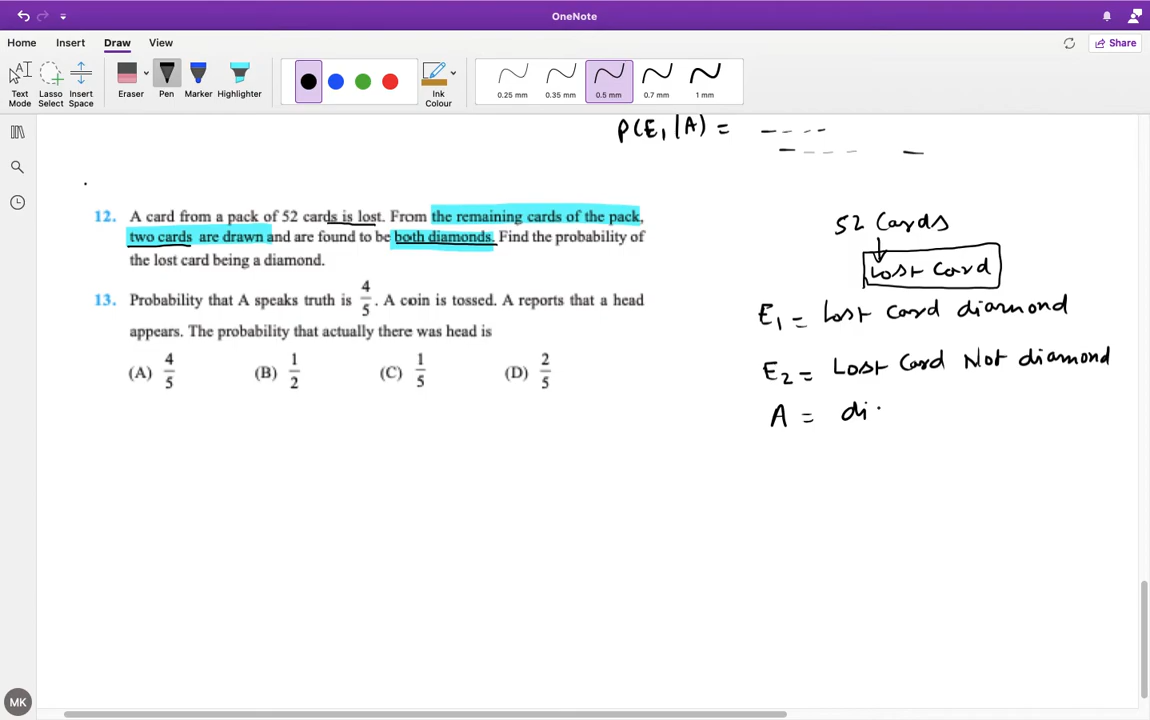 OneNote
Home Insert Draw View
Share
Text Mode
Lasso Select
Insert Space
Eraser
Pen
Marker
Highlighter
Ink Colour
0.25 mm
0.35 mm
0.5 mm
0.7 mm
1 mm
P(E₁|A) =
12. A card from a pack of 52 cards is lost. From the remaining cards of the pack,
two cards are drawn and are found to be both diamonds. Find the probability of
the lost card being a diamond.
13. Probability that A speaks truth is 4/5. A coin is tossed. A reports that a head
appears. The probability that actually there was head is
(A) 4/5 (B) 1/2 (C) 1/5 (D) 2/5
52 Cards
Lost Card
E₁ = Lost Card diamond
E₂ = Lost Card Not diamond
A = di
MK